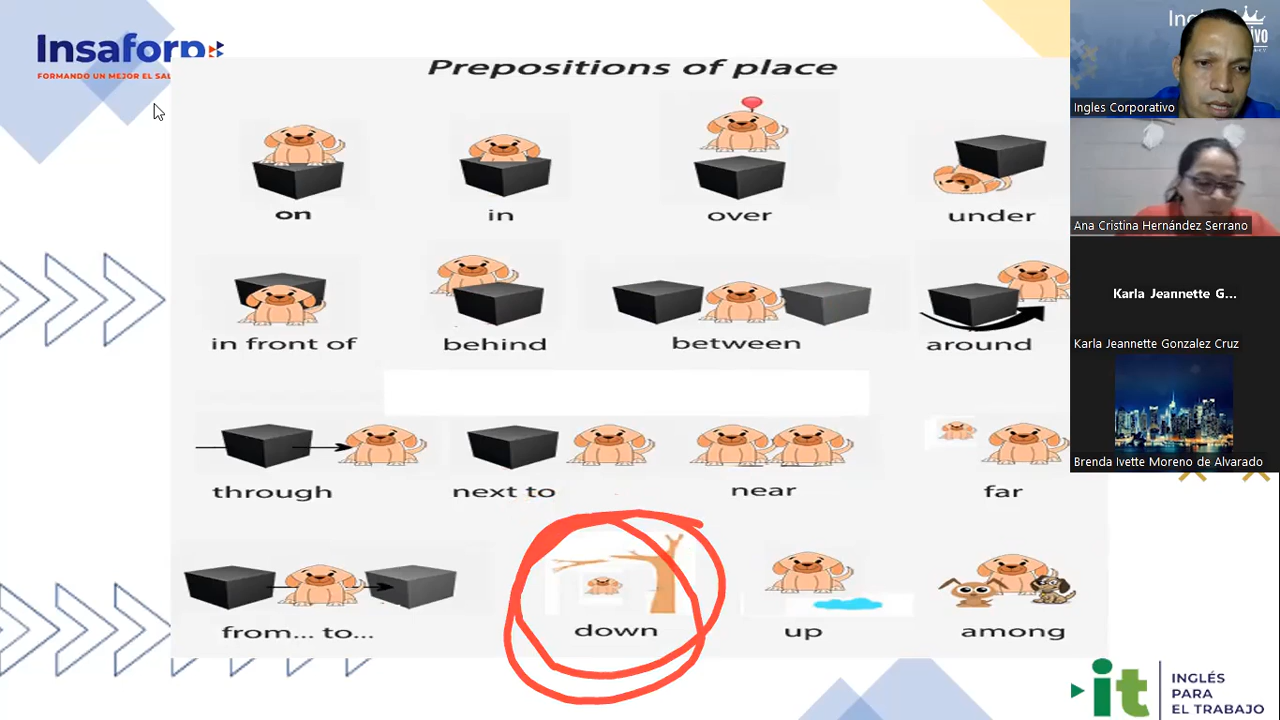 Insaforp
FORMANDO UN MEJOR EL SAL
Prepositions of place
on in over under
in front of behind between around
through next to near far
from... to... down up among
Ingles Corporativo
Ana Cristina Hernández Serrano
Karla Jeannette G...
Karla Jeannette Gonzalez Cruz
Brenda Ivette Moreno de Alvarado
it
INGLÉS
PARA
EL TRABAJO